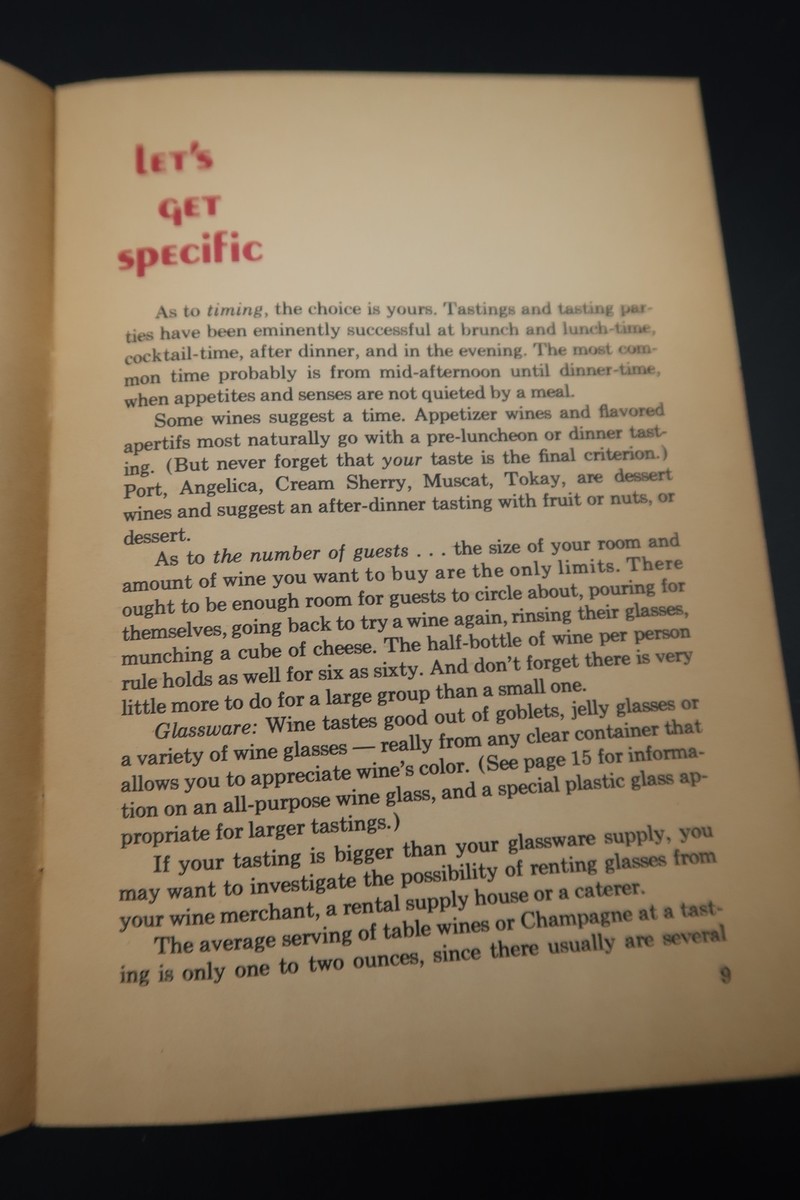 LET'S
GET
SPECIFIC
As to timing, the choice is yours. Tastings and tasting par-
ties have been eminently successful at brunch and lunch-time,
cocktail-time, after dinner, and in the evening. The most com-
mon time probably is from mid-afternoon until dinner-time,
when appetites and senses are not quieted by a meal.
Some wines suggest a time. Appetizer wines and flavored
apertifs most naturally go with a pre-luncheon or dinner tast-
ing. (But never forget that your taste is the final criterion.)
Port, Angelica, Cream Sherry, Muscat, Tokay, are dessert
wines and suggest an after-dinner tasting with fruit or nuts, or
dessert.
As to the number of guests . . . the size of your room and
amount of wine you want to buy are the only limits. There
ought to be enough room for guests to circle about, pouring for
themselves, going back to try a wine again, rinsing their glasses,
munching a cube of cheese. The half-bottle of wine per person
rule holds as well for six as sixty. And don't forget there is very
little more to do for a large group than a small one.
Glassware: Wine tastes good out of goblets, jelly glasses or
a variety of wine glasses — really from any clear container that
allows you to appreciate wine's color. (See page 15 for informa-
tion on an all-purpose wine glass, and a special plastic glass ap-
propriate for larger tastings.)
If your tasting is bigger than your glassware supply, you
may want to investigate the possibility of renting glasses from
your wine merchant, a rental supply house or a caterer.
The average serving of table wines or Champagne at a tast-
ing is only one to two ounces, since there usually are several
9